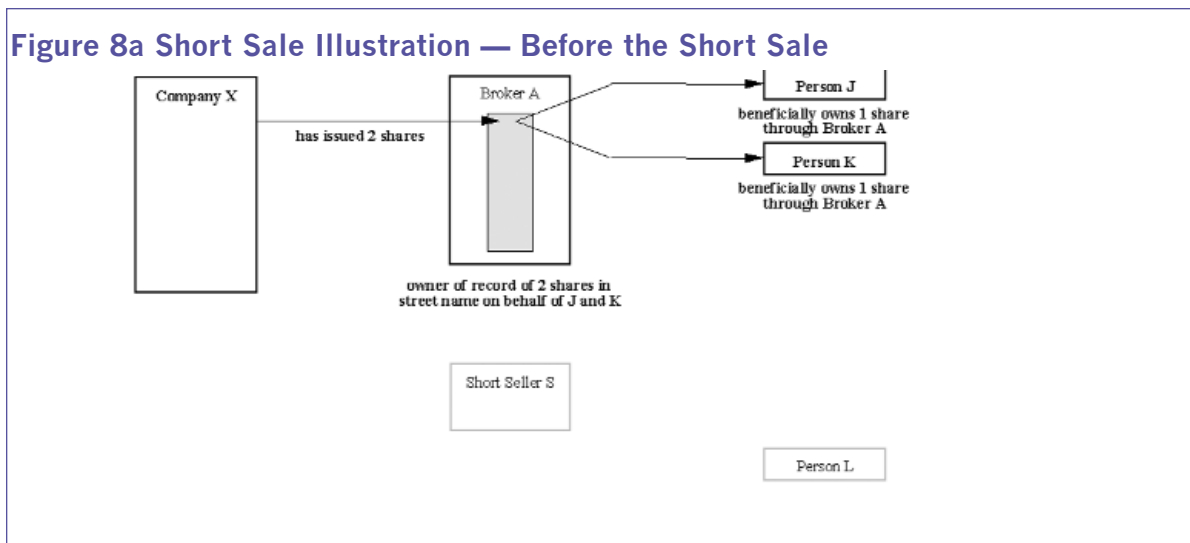 Figure 8a Short Sale Illustration — Before the Short Sale
Company X
has issued 2 shares
Broker A
owner of record of 2 shares in
street name on behalf of J and K
Person J
beneficially owns 1 share
through Broker A
Person K
beneficially owns 1 share
through Broker A
Short Seller S
Person L